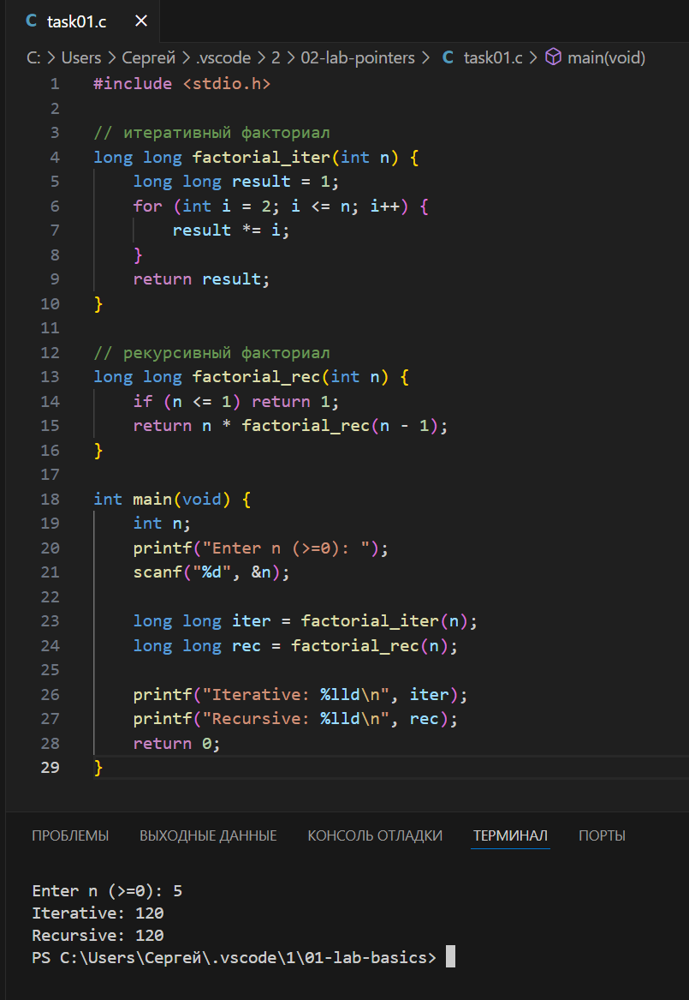 C task01.c ×
C: > Users > Сергей > .vscode > 2 > 02-lab-pointers > C task01.c > main(void)
1 #include <stdio.h>
2
3 // итеративный факториал
4 long long factorial_iter(int n) {
5     long long result = 1;
6     for (int i = 2; i <= n; i++) {
7         result *= i;
8     }
9     return result;
10 }
11
12 // рекурсивный факториал
13 long long factorial_rec(int n) {
14     if (n <= 1) return 1;
15     return n * factorial_rec(n - 1);
16 }
17
18 int main(void) {
19     int n;
20     printf("Enter n (>=0): ");
21     scanf("%d", &n);
22
23     long long iter = factorial_iter(n);
24     long long rec = factorial_rec(n);
25
26     printf("Iterative: %lld\n", iter);
27     printf("Recursive: %lld\n", rec);
28     return 0;
29 }
ПРОБЛЕМЫ ВЫХОДНЫЕ ДАННЫЕ КОНСОЛЬ ОТЛАДКИ ТЕРМИНАЛ ПОРТЫ
Enter n (>=0): 5
Iterative: 120
Recursive: 120
PS C:\Users\Сергей\.vscode\1\01-lab-basics>